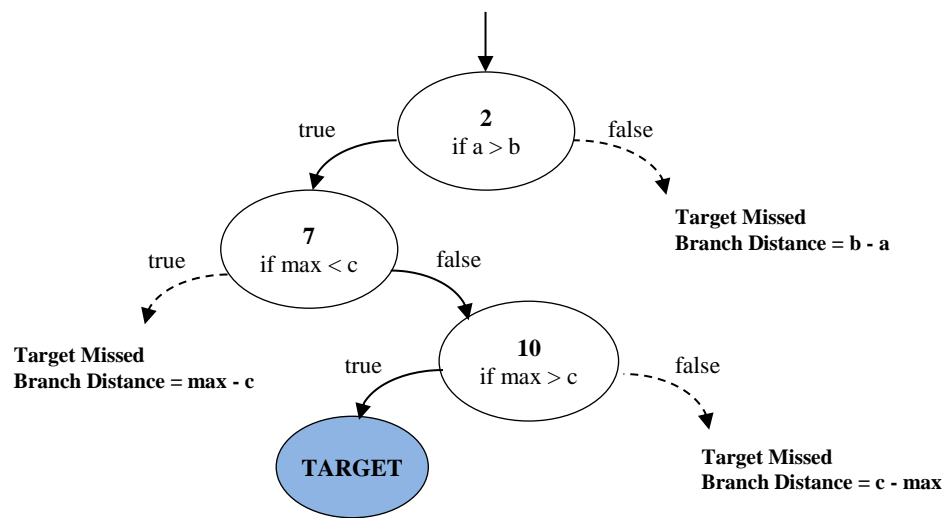 2
if a > b
true
false
Target Missed
Branch Distance = b - a
7
if max < c
true
false
Target Missed
Branch Distance = max - c
10
if max > c
true
false
TARGET
Target Missed
Branch Distance = c - max